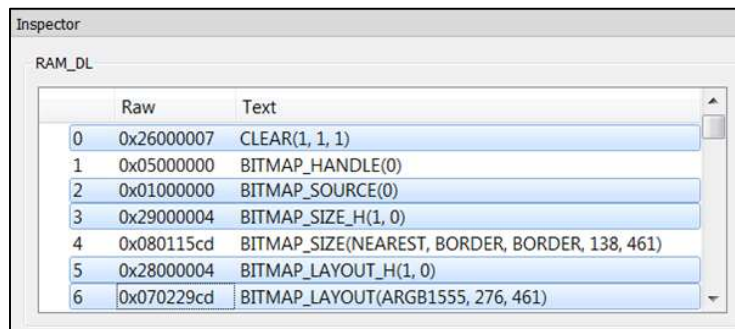 Inspector
RAM_DL
Raw Text
0 0x26000007 CLEAR(1, 1, 1)
1 0x05000000 BITMAP_HANDLE(0)
2 0x01000000 BITMAP_SOURCE(0)
3 0x29000004 BITMAP_SIZE_H(1, 0)
4 0x080115cd BITMAP_SIZE(NEAREST, BORDER, BORDER, 138, 461)
5 0x28000004 BITMAP_LAYOUT_H(1, 0)
6 0x070229cd BITMAP_LAYOUT(ARGB1555, 276, 461)